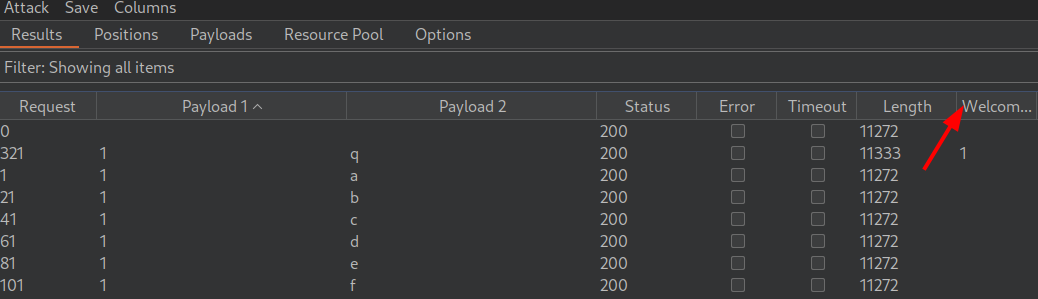 Attack Save Columns
Results Positions Payloads Resource Pool Options
Filter: Showing all items
Request Payload 1 Payload 2 Status Error Timeout Length Welcom...
0 200 11272
321 1 q 200 11333 1
1 1 a 200 11272
21 1 b 200 11272
41 1 c 200 11272
61 1 d 200 11272
81 1 e 200 11272
101 1 f 200 11272